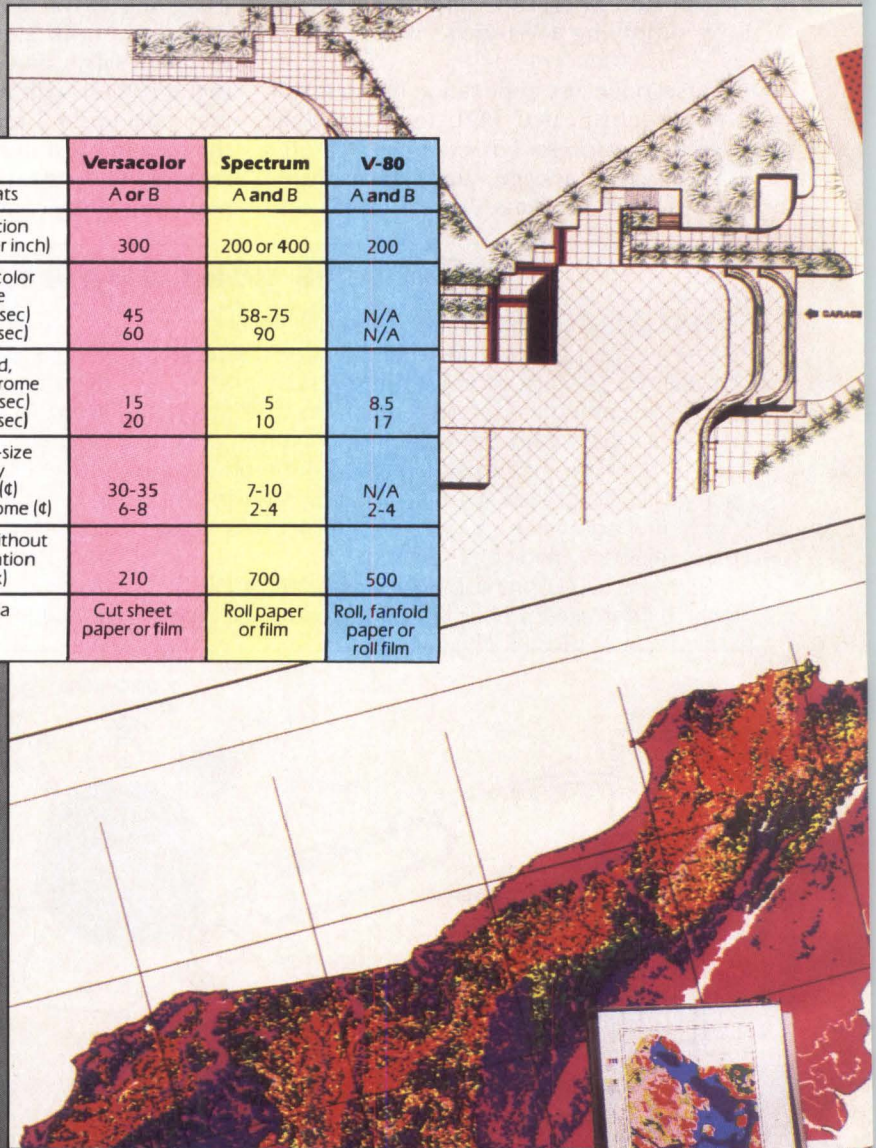 Versacolor Spectrum V-80
ats A or B A and B A and B
tion
r inch) 300 200 or 400 200
olor
e
sec) 45 58-75 N/A
sec) 60 90 N/A
d,
rome
sec) 15 5 8.5
sec) 20 10 17
-size
y
(¢) 30-35 7-10 N/A
ome (¢) 6-8 2-4 2-4
ithout
ation
:) 210 700 500
a Cut sheet Roll paper Roll, fanfold
paper or film or film paper or
roll film
GARAGE